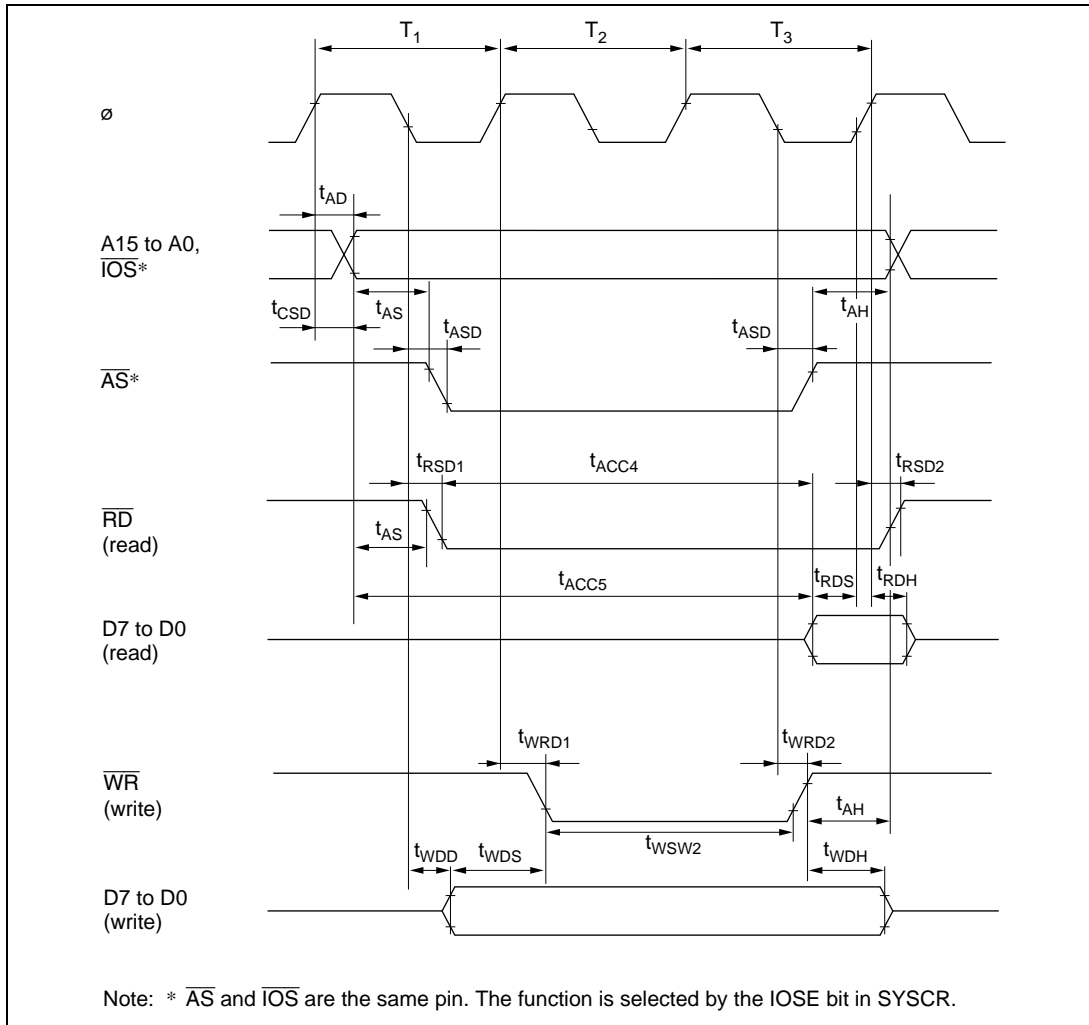 T1 T2 T3
ø
tAD
A15 to A0,
IOS*
tCSD tAS tAH
tASD tASD
AS*
tRSD1 tACC4 tRSD2
RD
(read)
tAS
tACC5 tRDS tRDH
D7 to D0
(read)
tWRD1 tWRD2
WR
(write)
tAH
tWSW2
tWDD tWDS tWDH
D7 to D0
(write)
Note: * AS and IOS are the same pin. The function is selected by the IOSE bit in SYSCR.